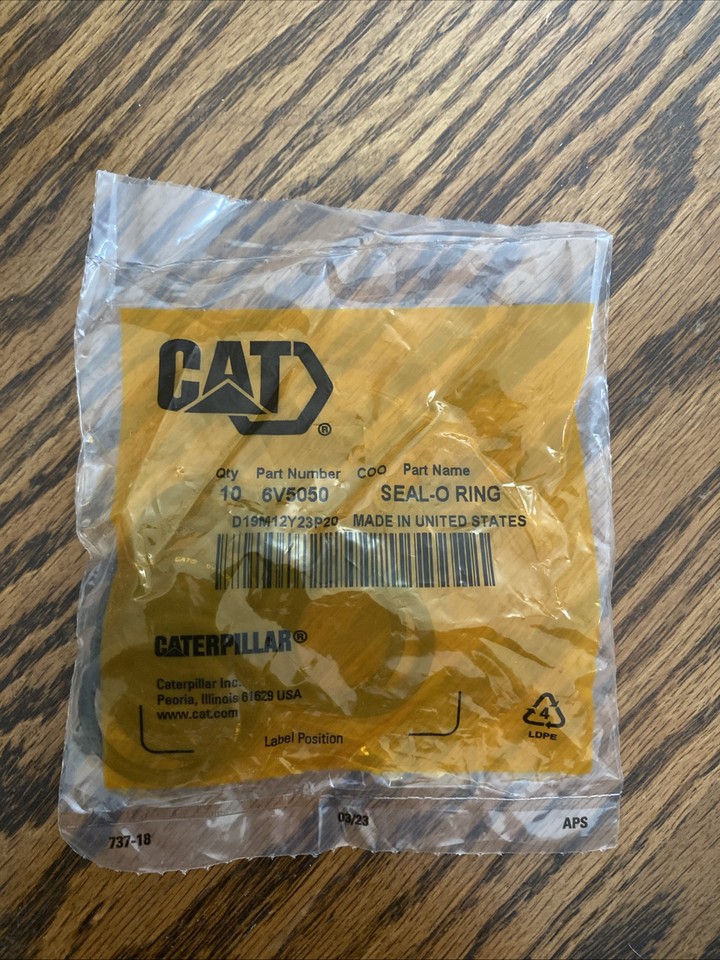 CAT®
Qty Part Number COO Part Name
10 6V5050 SEAL-O RING
D19M12Y23P20 MADE IN UNITED STATES
CATERPILLAR®
Caterpillar Inc.
Peoria, Illinois 61629 USA
www.cat.com
Label Position
4
LDPE
737-18 03/23 APS